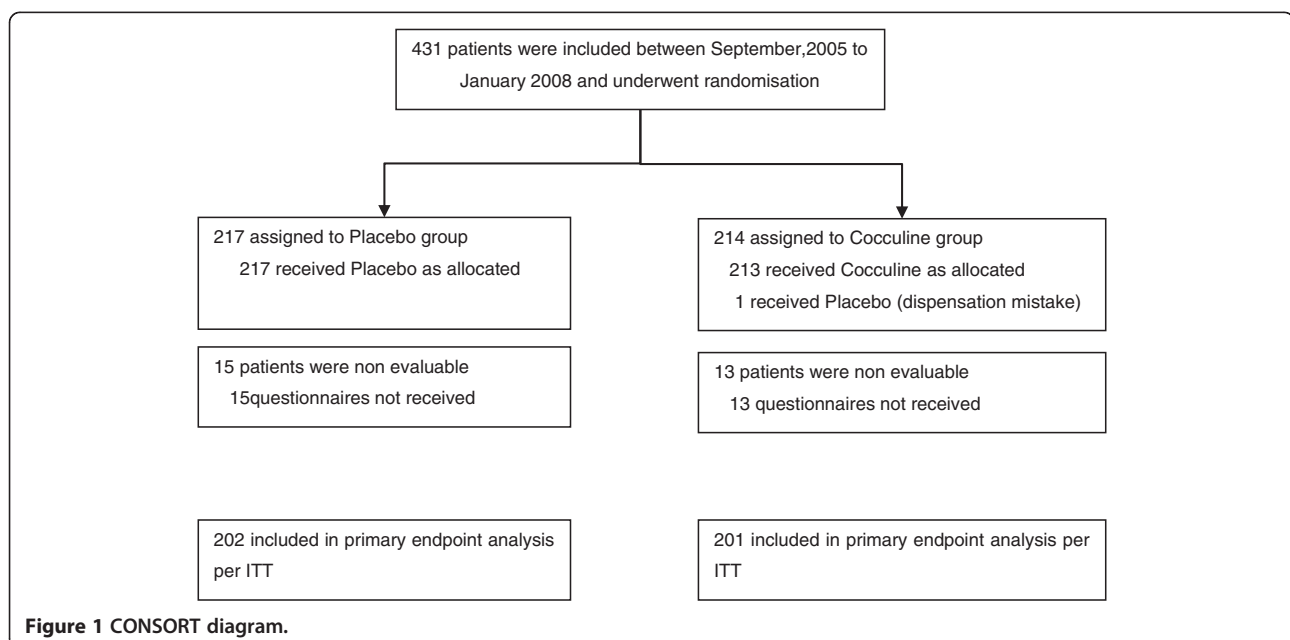 431 patients were included between September,2005 to
January 2008 and underwent randomisation
217 assigned to Placebo group
217 received Placebo as allocated
214 assigned to Cocculine group
213 received Cocculine as allocated
1 received Placebo (dispensation mistake)
15 patients were non evaluable
15questionnaires not received
13 patients were non evaluable
13 questionnaires not received
202 included in primary endpoint analysis
per ITT
201 included in primary endpoint analysis per
ITT
Figure 1 CONSORT diagram.